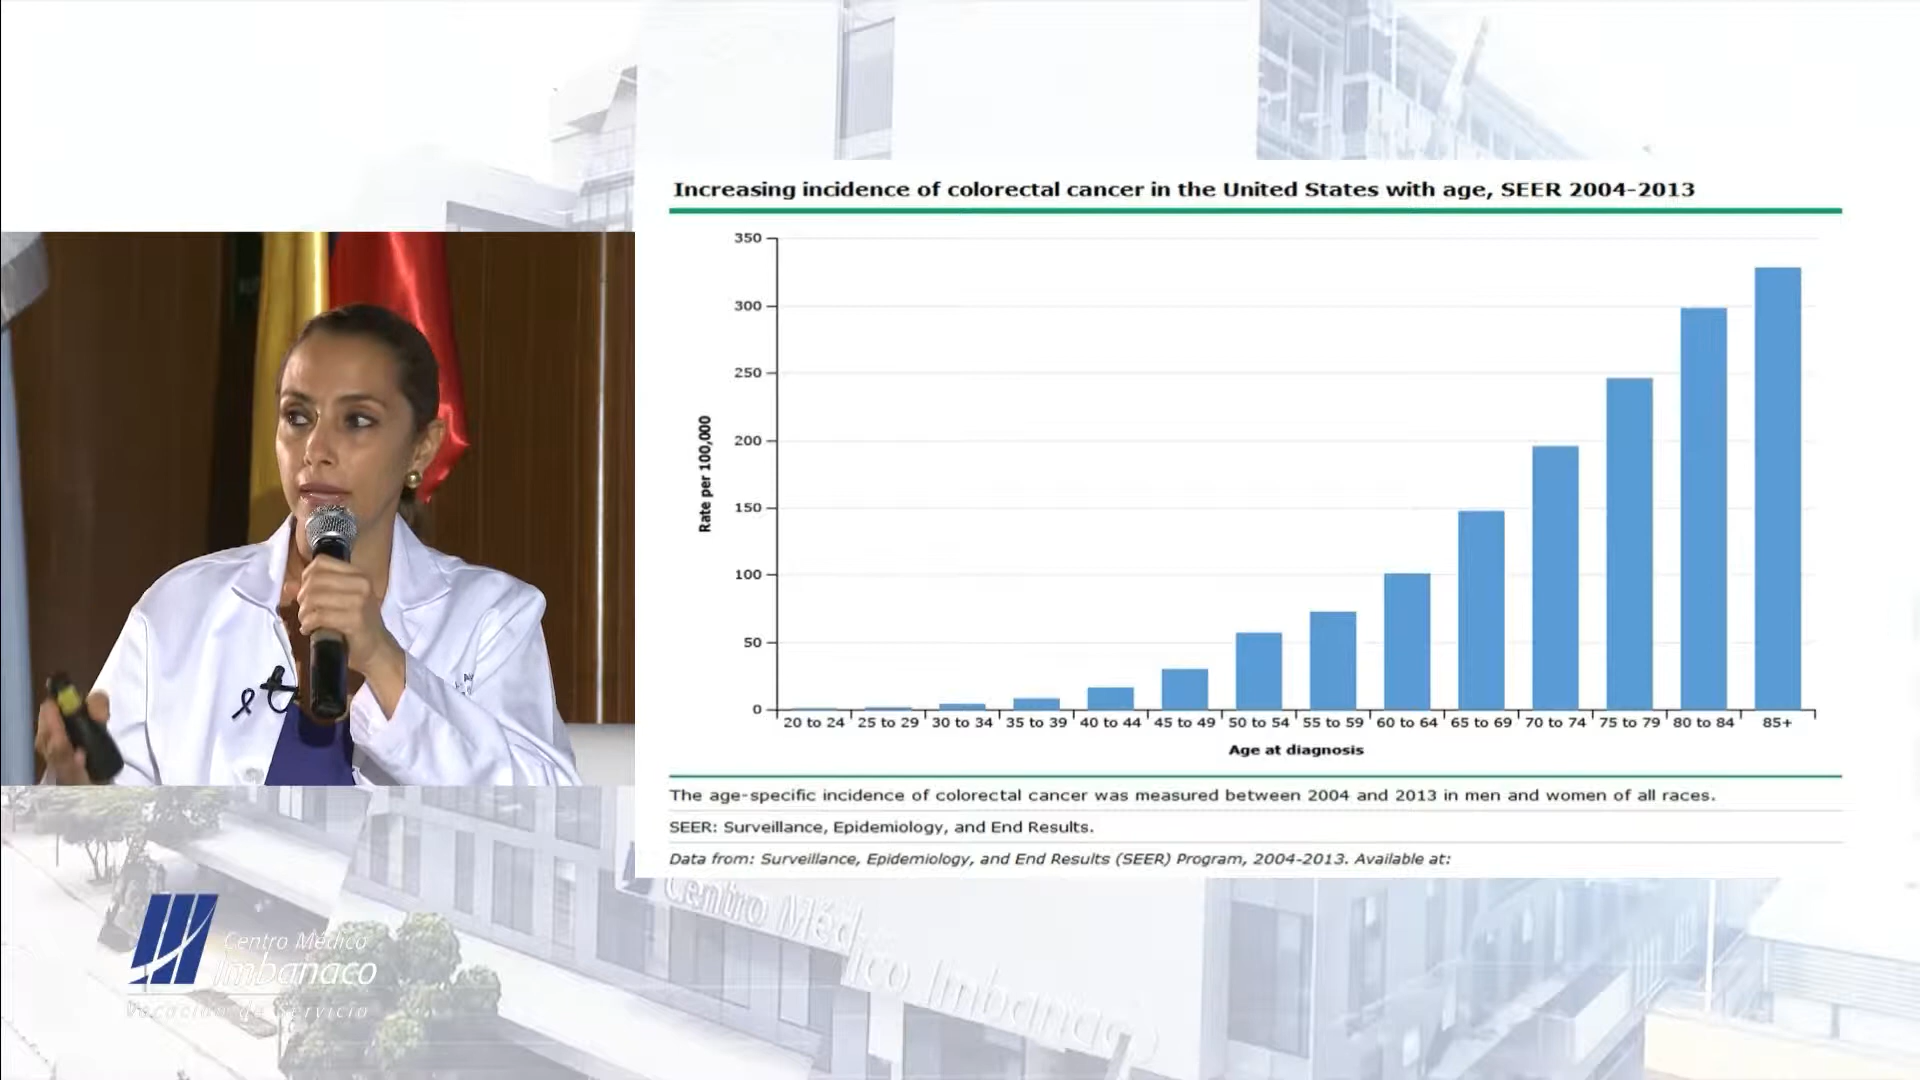 Increasing incidence of colorectal cancer in the United States with age, SEER 2004-2013
350
300
250
200
150
100
50
0
Rate per 100,000
20 to 24 25 to 29 30 to 34 35 to 39 40 to 44 45 to 49 50 to 54 55 to 59 60 to 64 65 to 69 70 to 74 75 to 79 80 to 84 85+
Age at diagnosis
The age-specific incidence of colorectal cancer was measured between 2004 and 2013 in men and women of all races.
SEER: Surveillance, Epidemiology, and End Results.
Data from: Surveillance, Epidemiology, and End Results (SEER) Program, 2004-2013. Available at:
Centro Médico Imbanaco
Centro Médico
Imbanaco
Vocación de Servicio